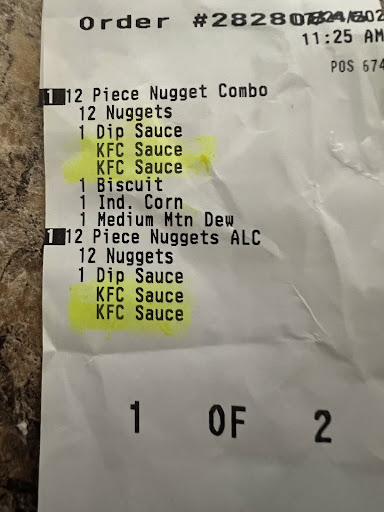 Order #28280
11:25 AM
POS 674
1 12 Piece Nugget Combo
12 Nuggets
1 Dip Sauce
KFC Sauce
KFC Sauce
1 Biscuit
1 Ind. Corn
1 Medium Mtn Dew
1 12 Piece Nuggets ALC
12 Nuggets
1 Dip Sauce
KFC Sauce
KFC Sauce
1 OF 2